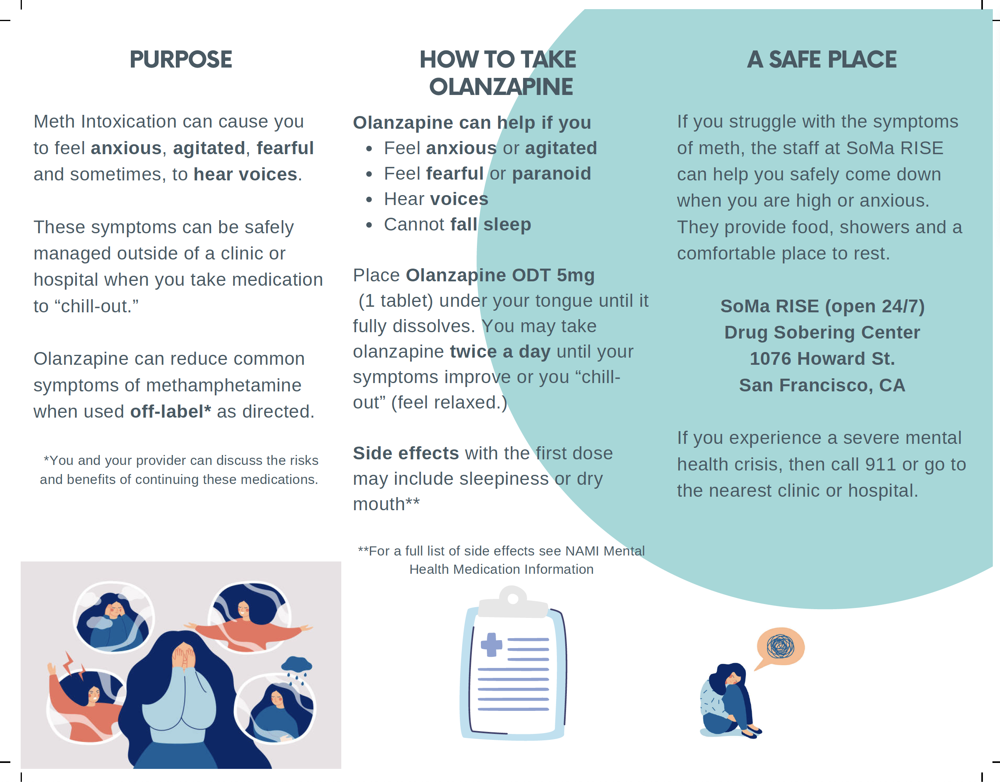 PURPOSE
Meth Intoxication can cause you
to feel anxious, agitated, fearful
and sometimes, to hear voices.
These symptoms can be safely
managed outside of a clinic or
hospital when you take medication
to “chill-out.”
Olanzapine can reduce common
symptoms of methamphetamine
when used off-label* as directed.
*You and your provider can discuss the risks
and benefits of continuing these medications.
HOW TO TAKE
OLANZAPINE
Olanzapine can help if you
• Feel anxious or agitated
• Feel fearful or paranoid
• Hear voices
• Cannot fall sleep
Place Olanzapine ODT 5mg
(1 tablet) under your tongue until it
fully dissolves. You may take
olanzapine twice a day until your
symptoms improve or you “chill-
out” (feel relaxed.)
Side effects with the first dose
may include sleepiness or dry
mouth**
**For a full list of side effects see NAMI Mental
Health Medication Information
A SAFE PLACE
If you struggle with the symptoms
of meth, the staff at SoMa RISE
can help you safely come down
when you are high or anxious.
They provide food, showers and a
comfortable place to rest.
SoMa RISE (open 24/7)
Drug Sobering Center
1076 Howard St.
San Francisco, CA
If you experience a severe mental
health crisis, then call 911 or go to
the nearest clinic or hospital.